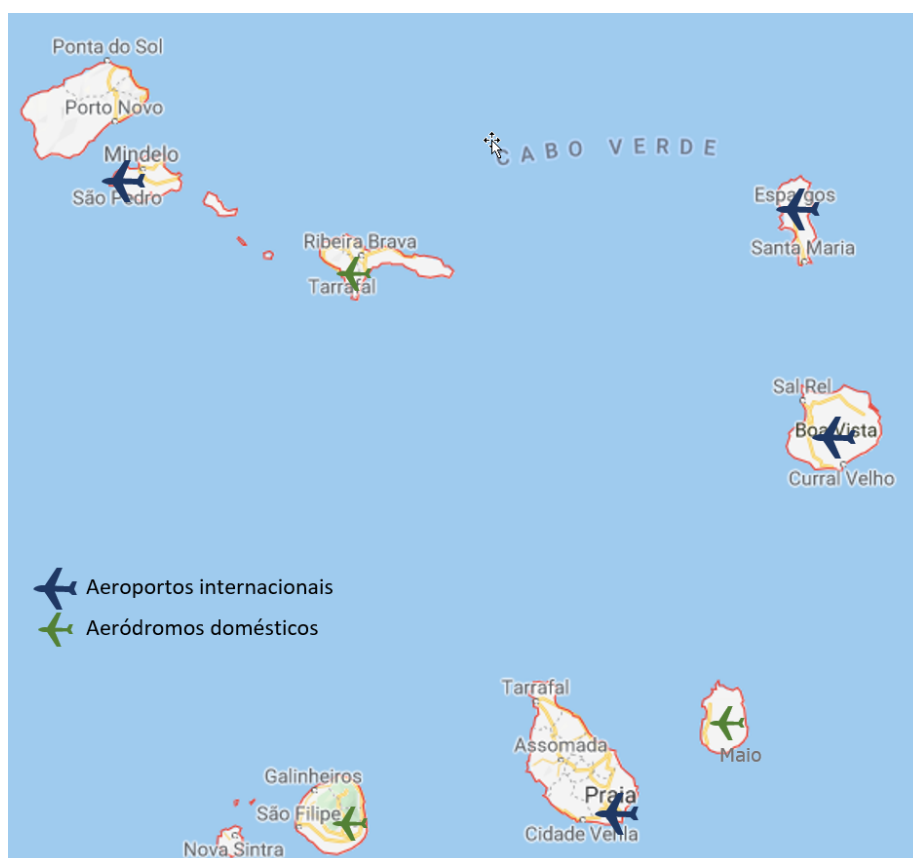 Ponta do Sol
Porto Novo
Mindelo
São Pedro
CABO VERDE
Espargos
Santa Maria
Ribeira Brava
Tarrafal
Sal Rei
Boa Vista
Curral Velho
Aeroportos internacionais
Aeródromos domésticos
Tarrafal
Assomada
Praia
Cidade Velha
Maio
Galinheiros
São Filipe
Nova Sintra